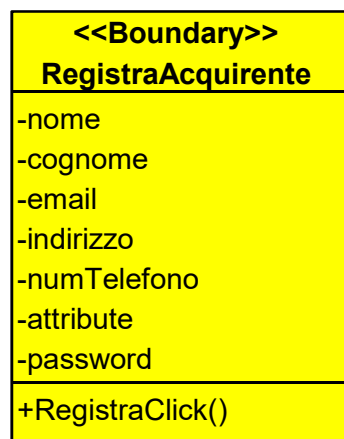 <<Boundary>>
RegistraAcquirente
-nome
-cognome
-email
-indirizzo
-numTelefono
-attribute
-password
+RegistraClick()